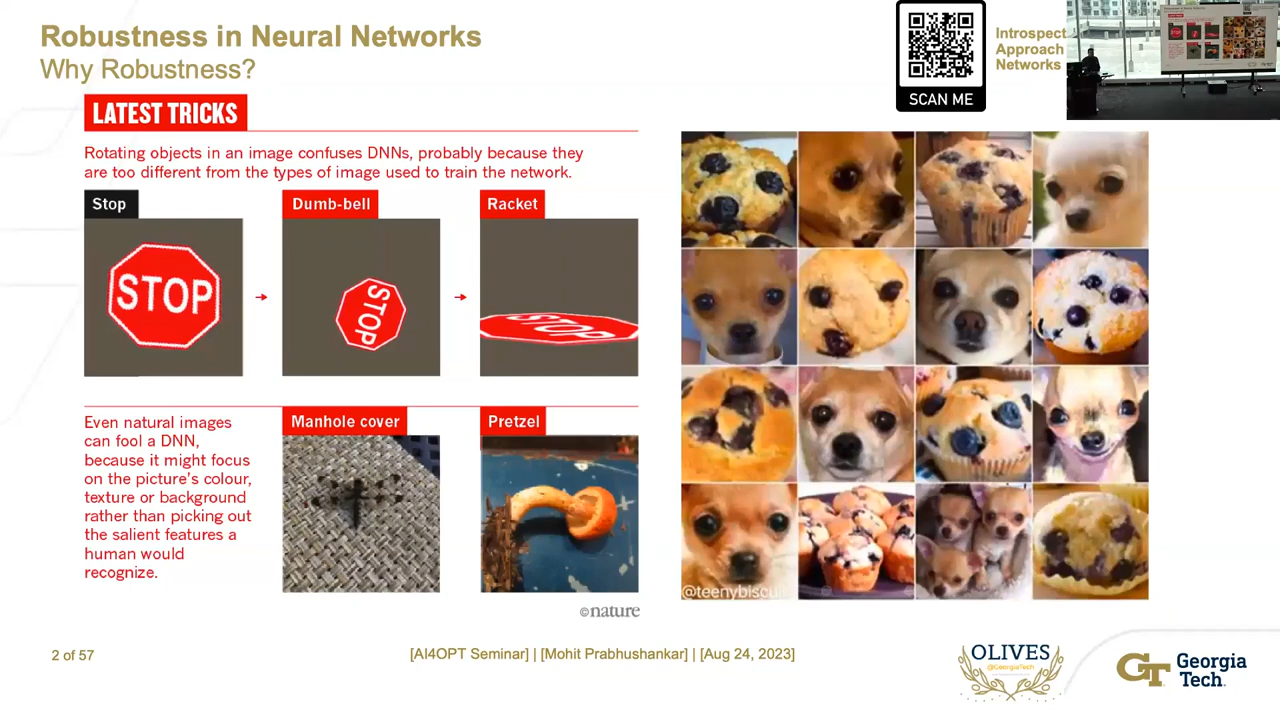 Robustness in Neural Networks
Why Robustness?
SCAN ME
Introspect
Approach
Networks
LATEST TRICKS
Rotating objects in an image confuses DNNs, probably because they
are too different from the types of image used to train the network.
Stop
Dumb-bell
Racket
STOP
STOP
STOP
Even natural images
can fool a DNN,
because it might focus
on the picture's colour,
texture or background
rather than picking out
the salient features a
human would
recognize.
Manhole cover
Pretzel
©nature
@teenybiscuit
2 of 57
[AI4OPT Seminar] | [Mohit Prabhushankar] | [Aug 24, 2023]
OLIVES
@GeorgiaTech
GT
Georgia
Tech